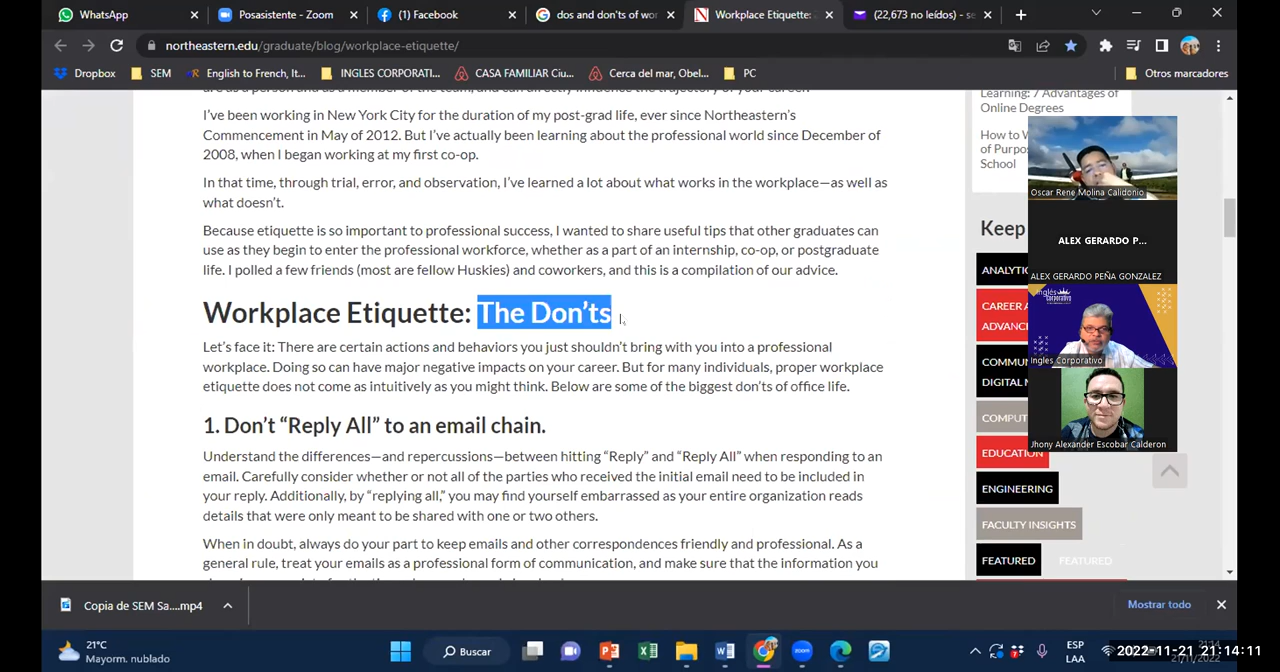 WhatsApp
Posasistente - Zoom
(1) Facebook
dos and don'ts of wor
Workplace Etiquette:
(22,673 no leídos) - se
northeastern.edu/graduate/blog/workplace-etiquette/
Dropbox
SEM
English to French, It...
INGLES CORPORATI...
CASA FAMILIAR Ciu...
Cerca del mar, Obel...
PC
Otros marcadores
I've been working in New York City for the duration of my post-grad life, ever since Northeastern's
Commencement in May of 2012. But I've actually been learning about the professional world since December of
2008, when I began working at my first co-op.
In that time, through trial, error, and observation, I've learned a lot about what works in the workplace—as well as
what doesn't.
Because etiquette is so important to professional success, I wanted to share useful tips that other graduates can
use as they begin to enter the professional workforce, whether as a part of an internship, co-op, or postgraduate
life. I polled a few friends (most are fellow Huskies) and coworkers, and this is a compilation of our advice.
Workplace Etiquette: The Don'ts
Let's face it: There are certain actions and behaviors you just shouldn't bring with you into a professional
workplace. Doing so can have major negative impacts on your career. But for many individuals, proper workplace
etiquette does not come as intuitively as you might think. Below are some of the biggest don'ts of office life.
1. Don't "Reply All" to an email chain.
Understand the differences—and repercussions—between hitting "Reply" and "Reply All" when responding to an
email. Carefully consider whether or not all of the parties who received the initial email need to be included in
your reply. Additionally, by "replying all," you may find yourself embarrassed as your entire organization reads
details that were only meant to be shared with one or two others.
When in doubt, always do your part to keep emails and other correspondences friendly and professional. As a
general rule, treat your emails as a professional form of communication, and make sure that the information you
Learning: 7 Advantages of
Online Degrees
How to W
of Purpos
School
Keep
ANALYTIC
CAREER A
ADVANCE
COMMUN
DIGITAL M
COMPUT
EDUCATION
ENGINEERING
FACULTY INSIGHTS
FEATURED
FEATURED
Oscar Rene Molina Calidonio
ALEX GERARDO P...
ALEX GERARDO PEÑA GONZALEZ
Inglés
Corporativo
Ingles Corporativo
Jhony Alexander Escobar Calderon
Copia de SEM Sa....mp4
Mostrar todo
21°C
Mayorm. nublado
Buscar
ESP
LAA
2022-11-21 21:14:11